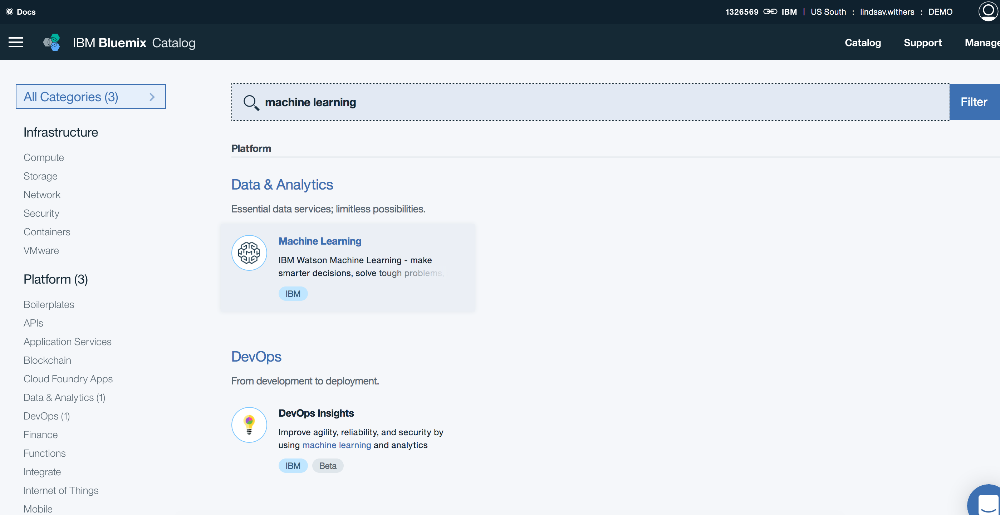 Docs
1326569 IBM | US South : lindsay.withers : DEMO
IBM Bluemix Catalog
Catalog
Support
Manage
All Categories (3)
Infrastructure
Compute
Storage
Network
Security
Containers
VMware
Platform (3)
Boilerplates
APIs
Application Services
Blockchain
Cloud Foundry Apps
Data & Analytics (1)
DevOps (1)
Finance
Functions
Integrate
Internet of Things
Mobile
machine learning
Filter
Platform
Data & Analytics
Essential data services; limitless possibilities.
Machine Learning
IBM Watson Machine Learning - make
smarter decisions, solve tough problems,
IBM
DevOps
From development to deployment.
DevOps Insights
Improve agility, reliability, and security by
using machine learning and analytics
IBM
Beta